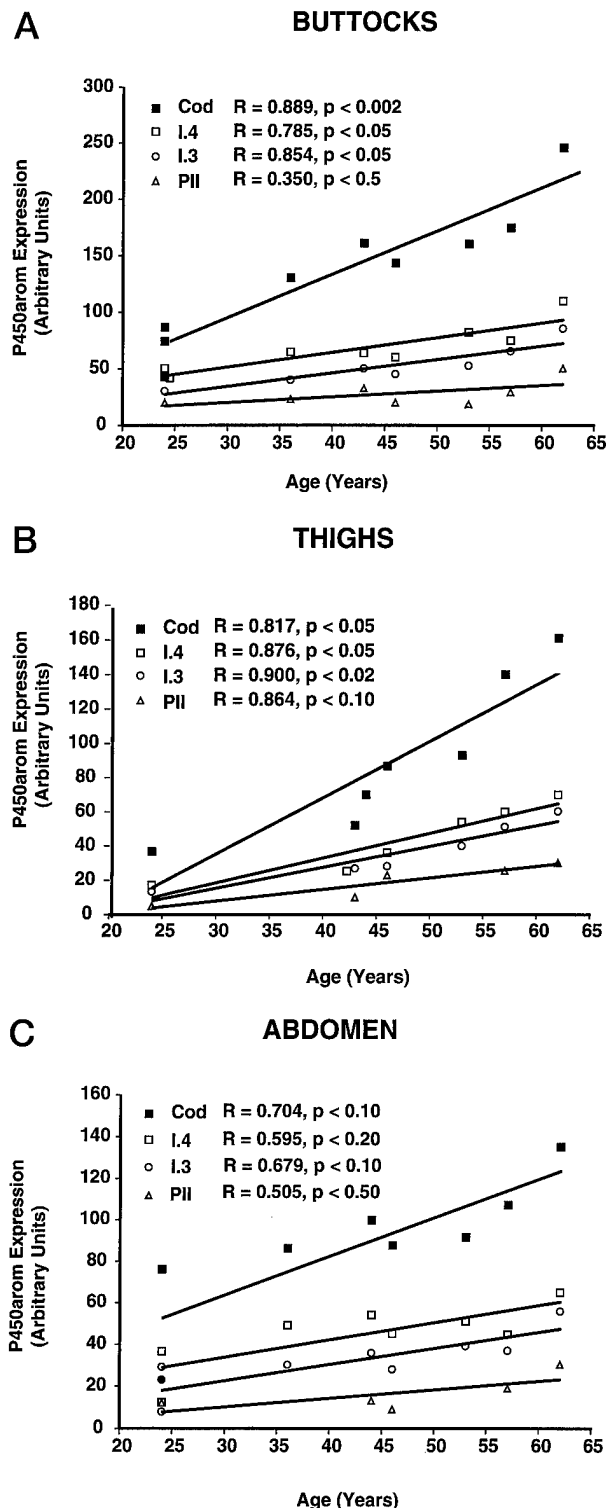 A BUTTOCKS
300
250
200
150
100
50
0
P450arom Expression
(Arbitrary Units)
Cod R = 0.889, p < 0.002
I.4 R = 0.785, p < 0.05
I.3 R = 0.854, p < 0.05
PII R = 0.350, p < 0.5
20 25 30 35 40 45 50 55 60 65
Age (Years)
B THIGHS
180
160
140
120
100
80
60
40
20
0
P450arom Expression
(Arbitrary Units)
Cod R = 0.817, p < 0.05
I.4 R = 0.876, p < 0.05
I.3 R = 0.900, p < 0.02
PII R = 0.864, p < 0.10
20 25 30 35 40 45 50 55 60 65
Age (Years)
C ABDOMEN
160
140
120
100
80
60
40
20
0
P450arom Expression
(Arbitrary Units)
Cod R = 0.704, p < 0.10
I.4 R = 0.595, p < 0.20
I.3 R = 0.679, p < 0.10
PII R = 0.505, p < 0.50
20 25 30 35 40 45 50 55 60 65
Age (Years)